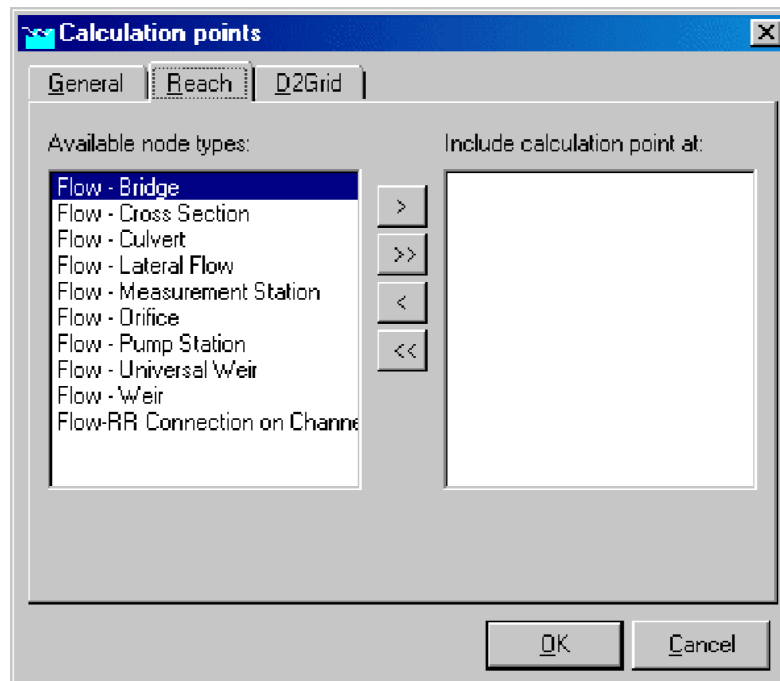 Calculation points
General Reach D2Grid
Available node types: Include calculation point at:
Flow - Bridge
Flow - Cross Section
Flow - Culvert
Flow - Lateral Flow
Flow - Measurement Station
Flow - Orifice
Flow - Pump Station
Flow - Universal Weir
Flow - Weir
Flow-RR Connection on Channe
>
>>
<
<<
OK Cancel